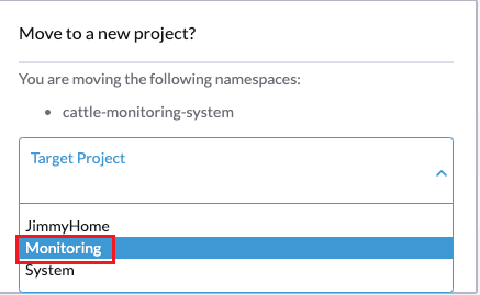 Move to a new project?
You are moving the following namespaces:
• cattle-monitoring-system
Target Project
JimmyHome
Monitoring
System